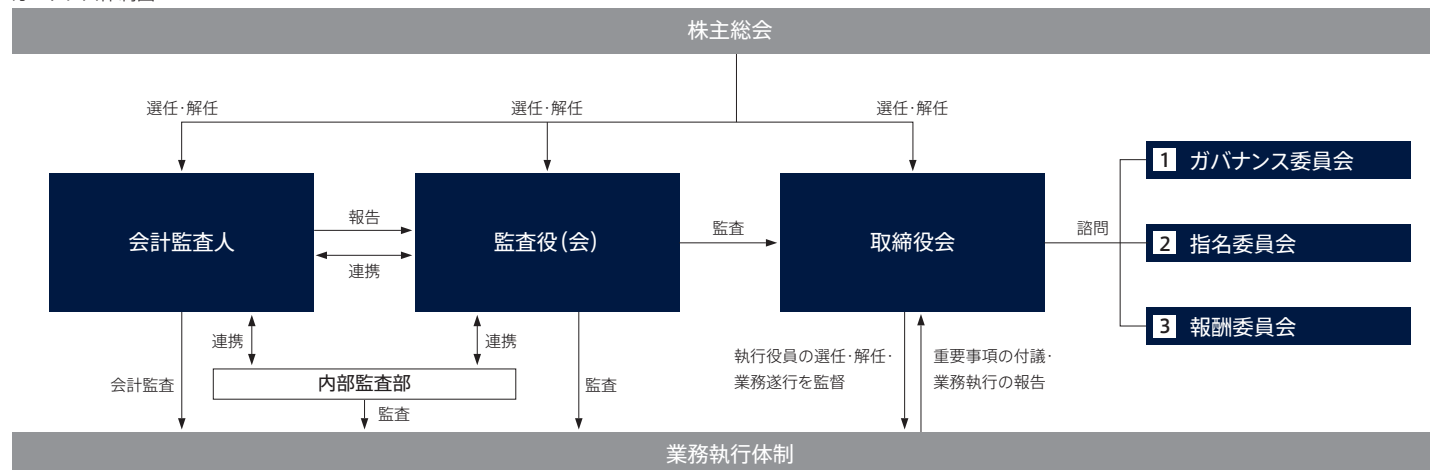 株主総会
選任・解任
選任・解任
選任・解任
会計監査人
報告
連携
監査役(会)
監査
取締役会
諮問
1 ガバナンス委員会
2 指名委員会
3 報酬委員会
連携
連携
会計監査
内部監査部
監査
監査
執行役員の選任・解任・
業務遂行を監督
重要事項の付議・
業務執行の報告
業務執行体制